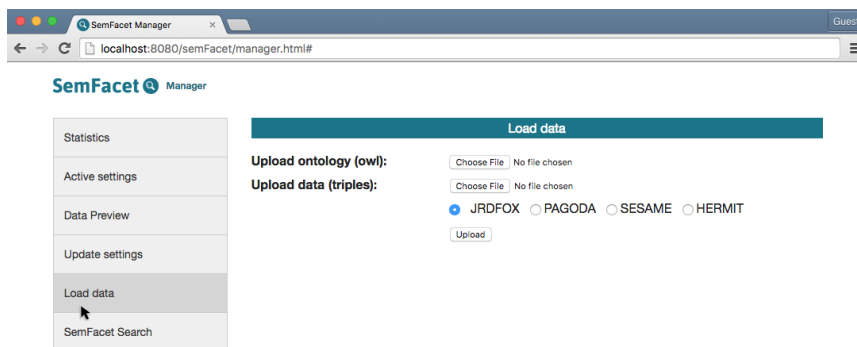 SemFacet Manager
Guest
localhost:8080/semFacet/manager.html#
SemFacet Manager
Statistics
Active settings
Data Preview
Update settings
Load data
SemFacet Search
Load data
Upload ontology (owl): Choose File No file chosen
Upload data (triples): Choose File No file chosen
JRDFOX PAGODA SESAME HERMIT
Upload